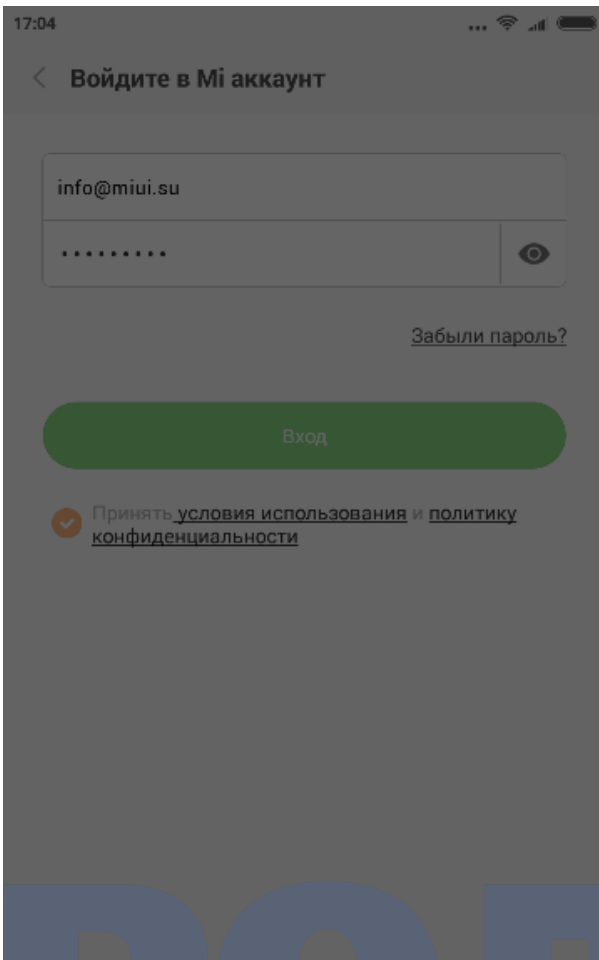 17:04
Войдите в Mi аккаунт
info@miui.su
•••••••••
Забыли пароль?
Вход
Принять условия использования и политику
конфиденциальности